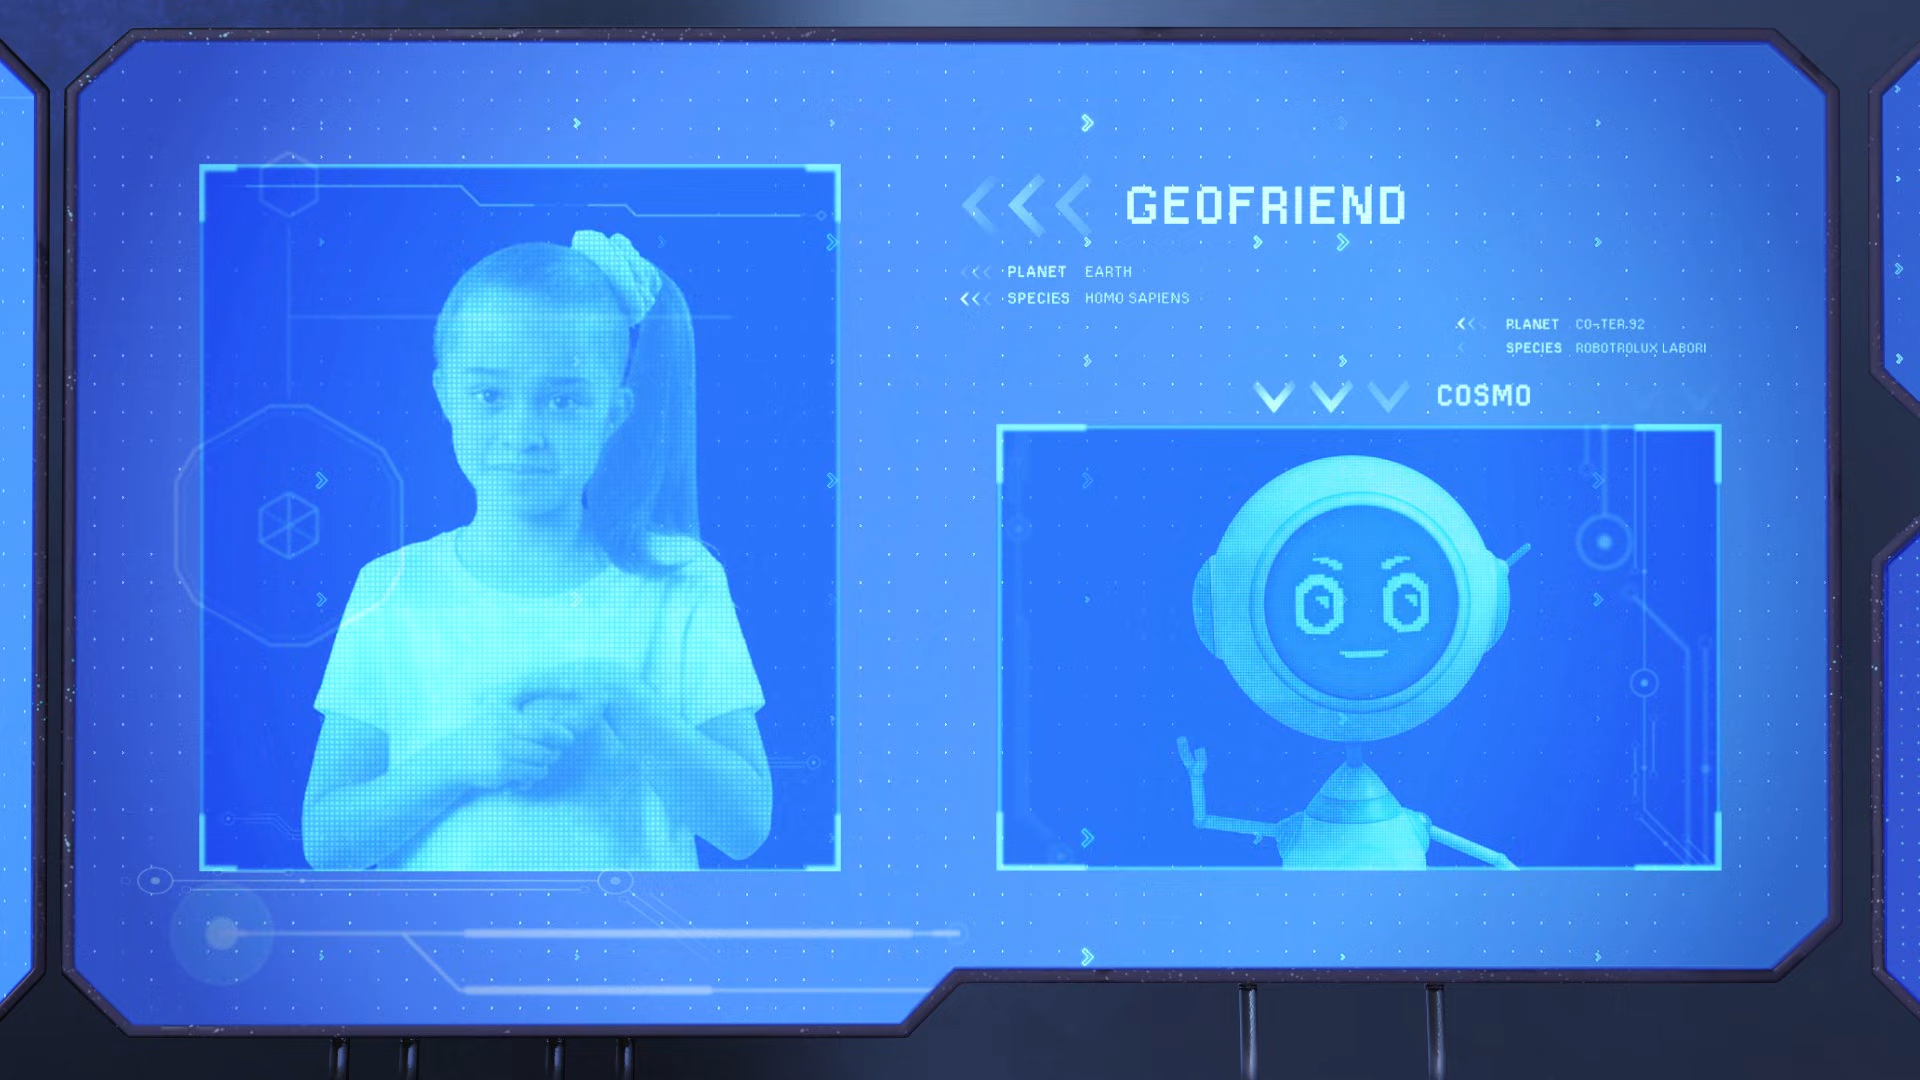 GEOFRIEND
PLANET EARTH
SPECIES HOMO SAPIENS
PLANET
SPECIES ROBOTROLUX LABORI
COSMO